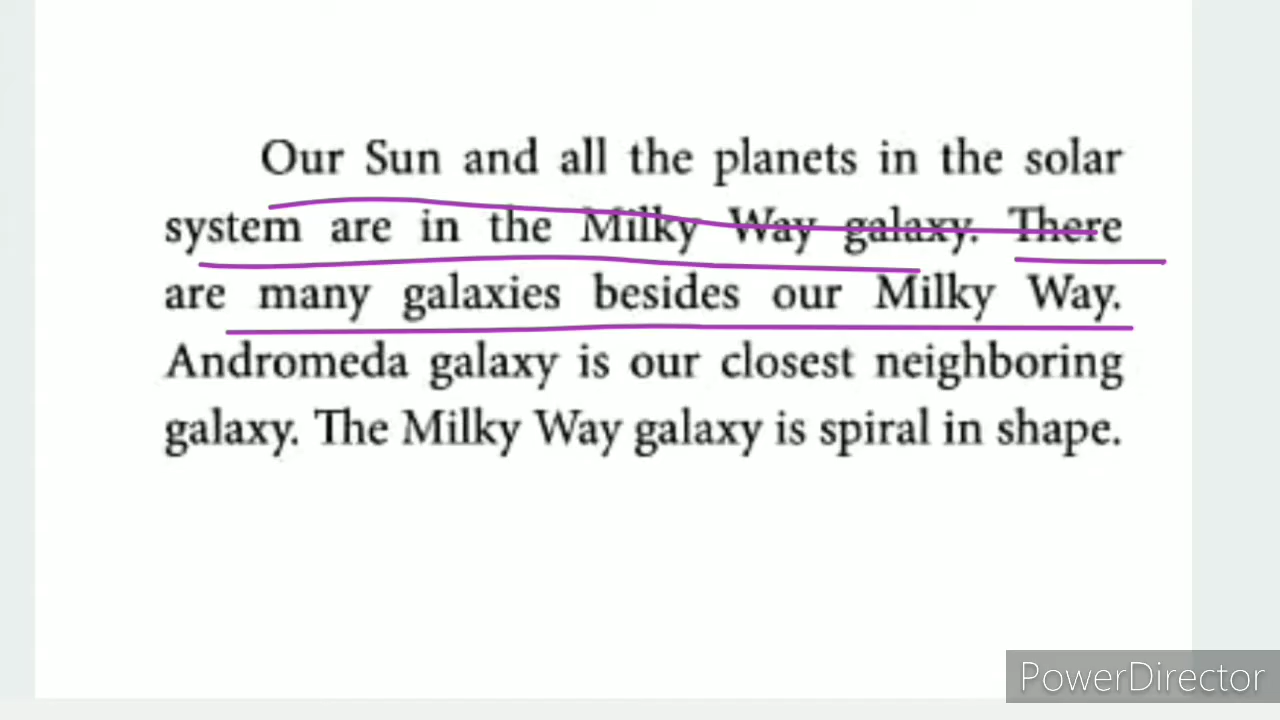 Our Sun and all the planets in the solar
system are in the Milky Way galaxy. There
are many galaxies besides our Milky Way.
Andromeda galaxy is our closest neighboring
galaxy. The Milky Way galaxy is spiral in shape.
PowerDirector